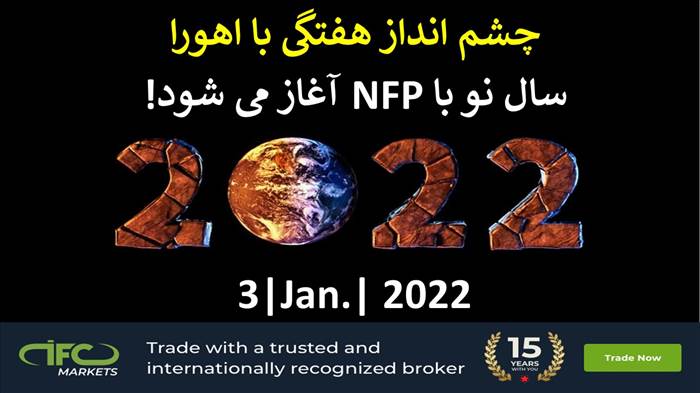 چشم انداز هفتگی با اهورا
سال نو با NFP آغاز می شود!
2022
3|Jan.| 2022
IFC MARKETS
Trade with a trusted and
internationally recognized broker
15
YEARS
WITH YOU
Trade Now